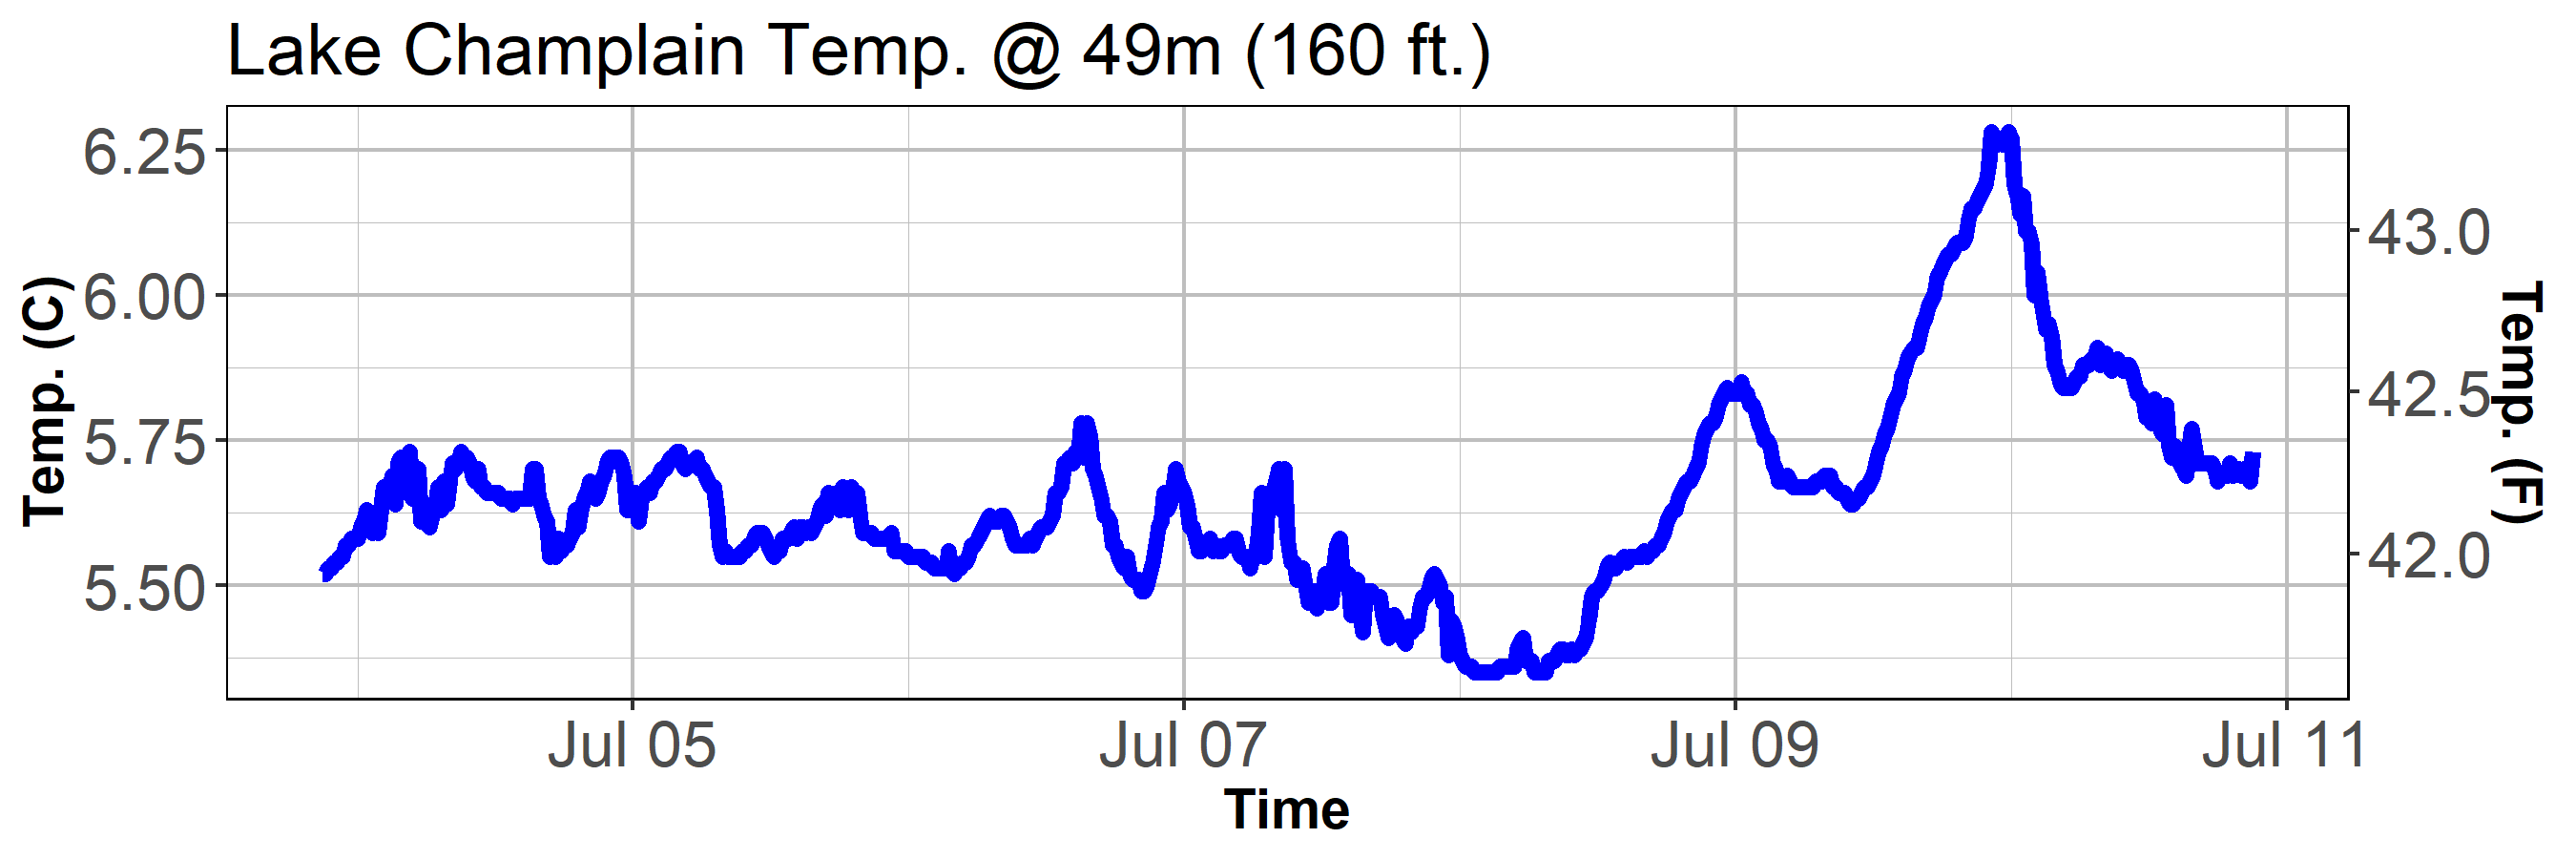 Lake Champlain Temp. @ 49m (160 ft.)
6.25
6.00
5.75
5.50
Temp. (C)
43.0
42.5
42.0
Temp. (F)
Jul 05 Jul 07 Jul 09 Jul 11
Time